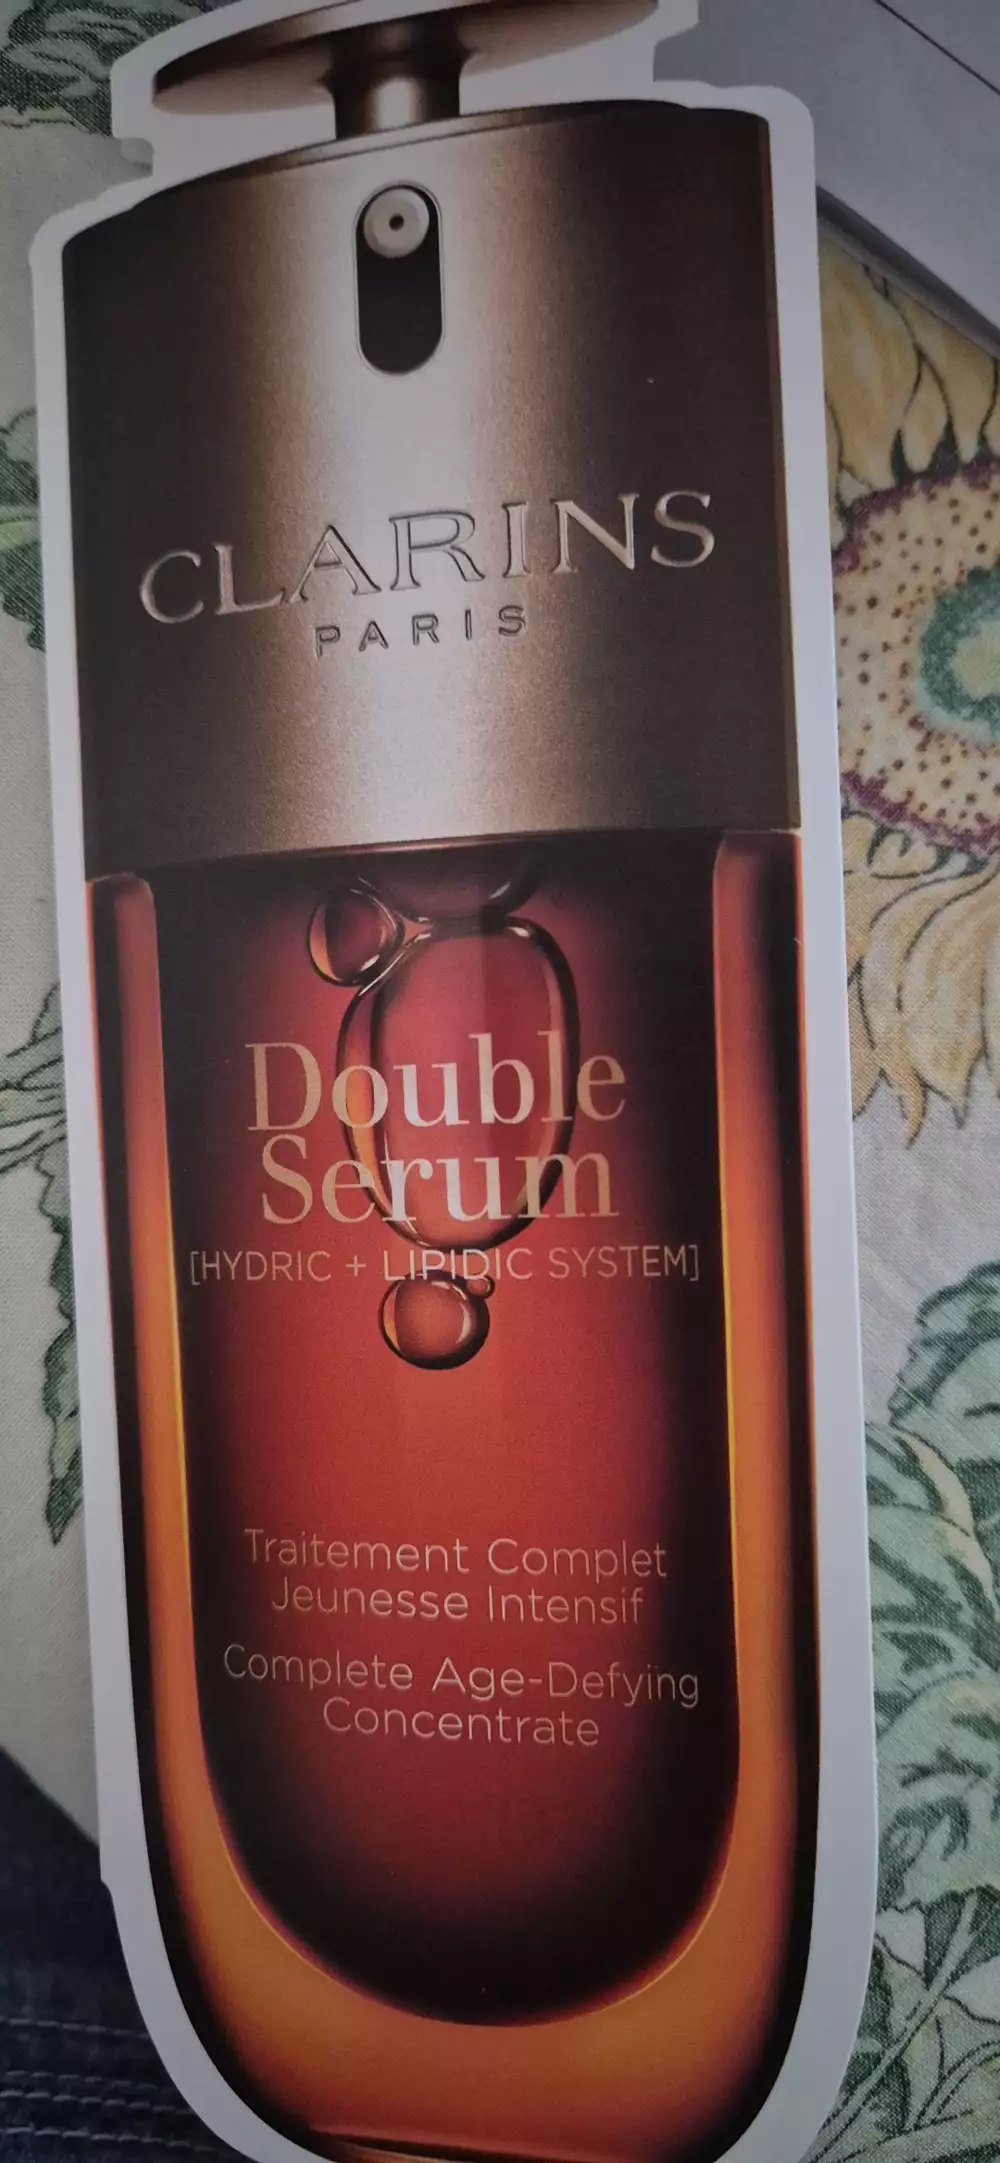 CLARINS
PARIS
Double
Serum
[HYDRIC + LIPIDIC SYSTEM]
Traitement Complet
Jeunesse Intensif
Complete Age-Defying
Concentrate